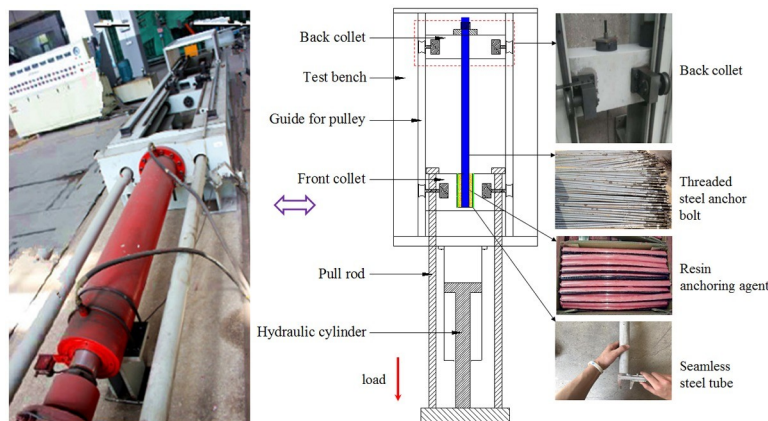 Back collet
Test bench
Guide for pulley
Front collet
Pull rod
Hydraulic cylinder
load
Back collet
Threaded
steel anchor
bolt
Resin
anchoring agent
Seamless
steel tube